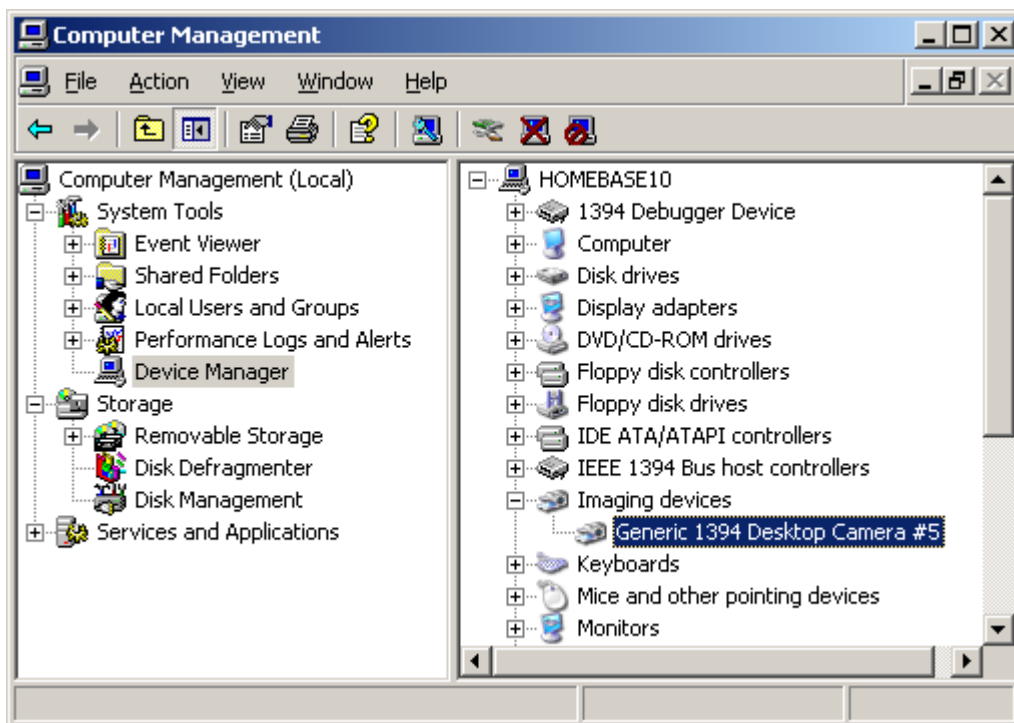 Computer Management
File Action View Window Help
Computer Management (Local)
System Tools
Event Viewer
Shared Folders
Local Users and Groups
Performance Logs and Alerts
Device Manager
Storage
Removable Storage
Disk Defragmenter
Disk Management
Services and Applications
HOMEBASE10
1394 Debugger Device
Computer
Disk drives
Display adapters
DVD/CD-ROM drives
Floppy disk controllers
Floppy disk drives
IDE ATA/ATAPI controllers
IEEE 1394 Bus host controllers
Imaging devices
Generic 1394 Desktop Camera #5
Keyboards
Mice and other pointing devices
Monitors